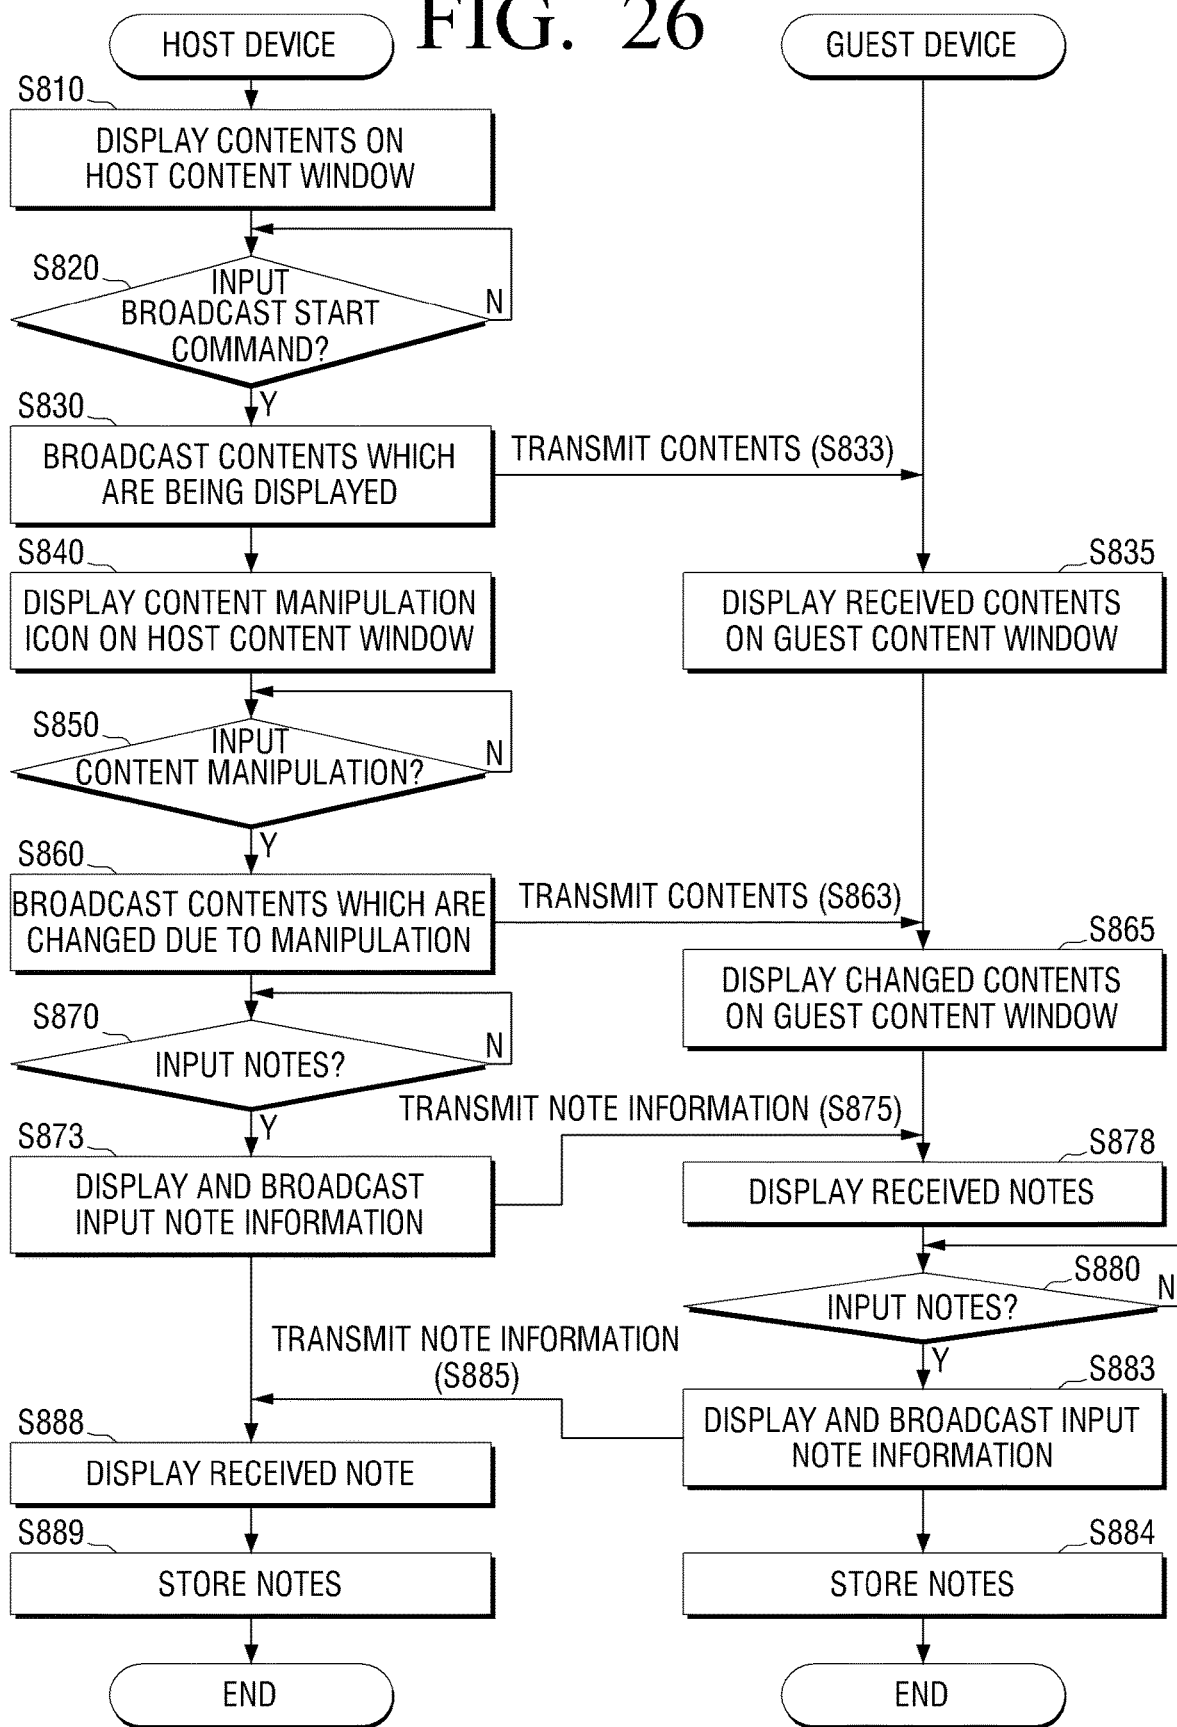 FIG. 26
HOST DEVICE
GUEST DEVICE
S810
DISPLAY CONTENTS ON
HOST CONTENT WINDOW
S820
INPUT
BROADCAST START
COMMAND?
N
Y
S830
BROADCAST CONTENTS WHICH
ARE BEING DISPLAYED
TRANSMIT CONTENTS (S833)
S840
DISPLAY CONTENT MANIPULATION
ICON ON HOST CONTENT WINDOW
S835
DISPLAY RECEIVED CONTENTS
ON GUEST CONTENT WINDOW
S850
INPUT
CONTENT MANIPULATION?
N
Y
S860
BROADCAST CONTENTS WHICH ARE
CHANGED DUE TO MANIPULATION
TRANSMIT CONTENTS (S863)
S865
DISPLAY CHANGED CONTENTS
ON GUEST CONTENT WINDOW
S870
INPUT NOTES?
N
Y
TRANSMIT NOTE INFORMATION (S875)
S873
DISPLAY AND BROADCAST
INPUT NOTE INFORMATION
S878
DISPLAY RECEIVED NOTES
S880
INPUT NOTES?
N
Y
TRANSMIT NOTE INFORMATION
(S885)
S883
DISPLAY AND BROADCAST INPUT
NOTE INFORMATION
S888
DISPLAY RECEIVED NOTE
S889
STORE NOTES
S884
STORE NOTES
END
END